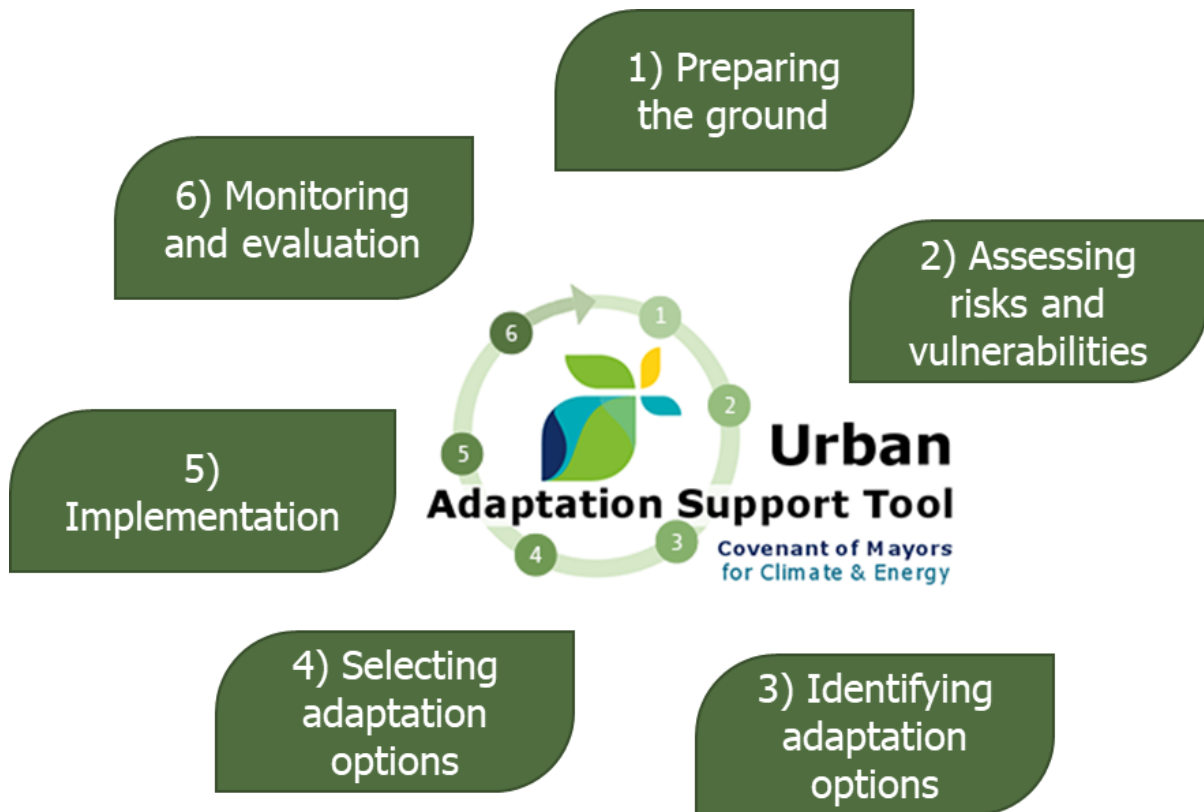 1) Preparing
the ground
2) Assessing
risks and
vulnerabilities
3) Identifying
adaptation
options
4) Selecting
adaptation
options
5)
Implementation
6) Monitoring
and evaluation
1
2
3
4
5
6
Urban
Adaptation Support Tool
Covenant of Mayors
for Climate & Energy